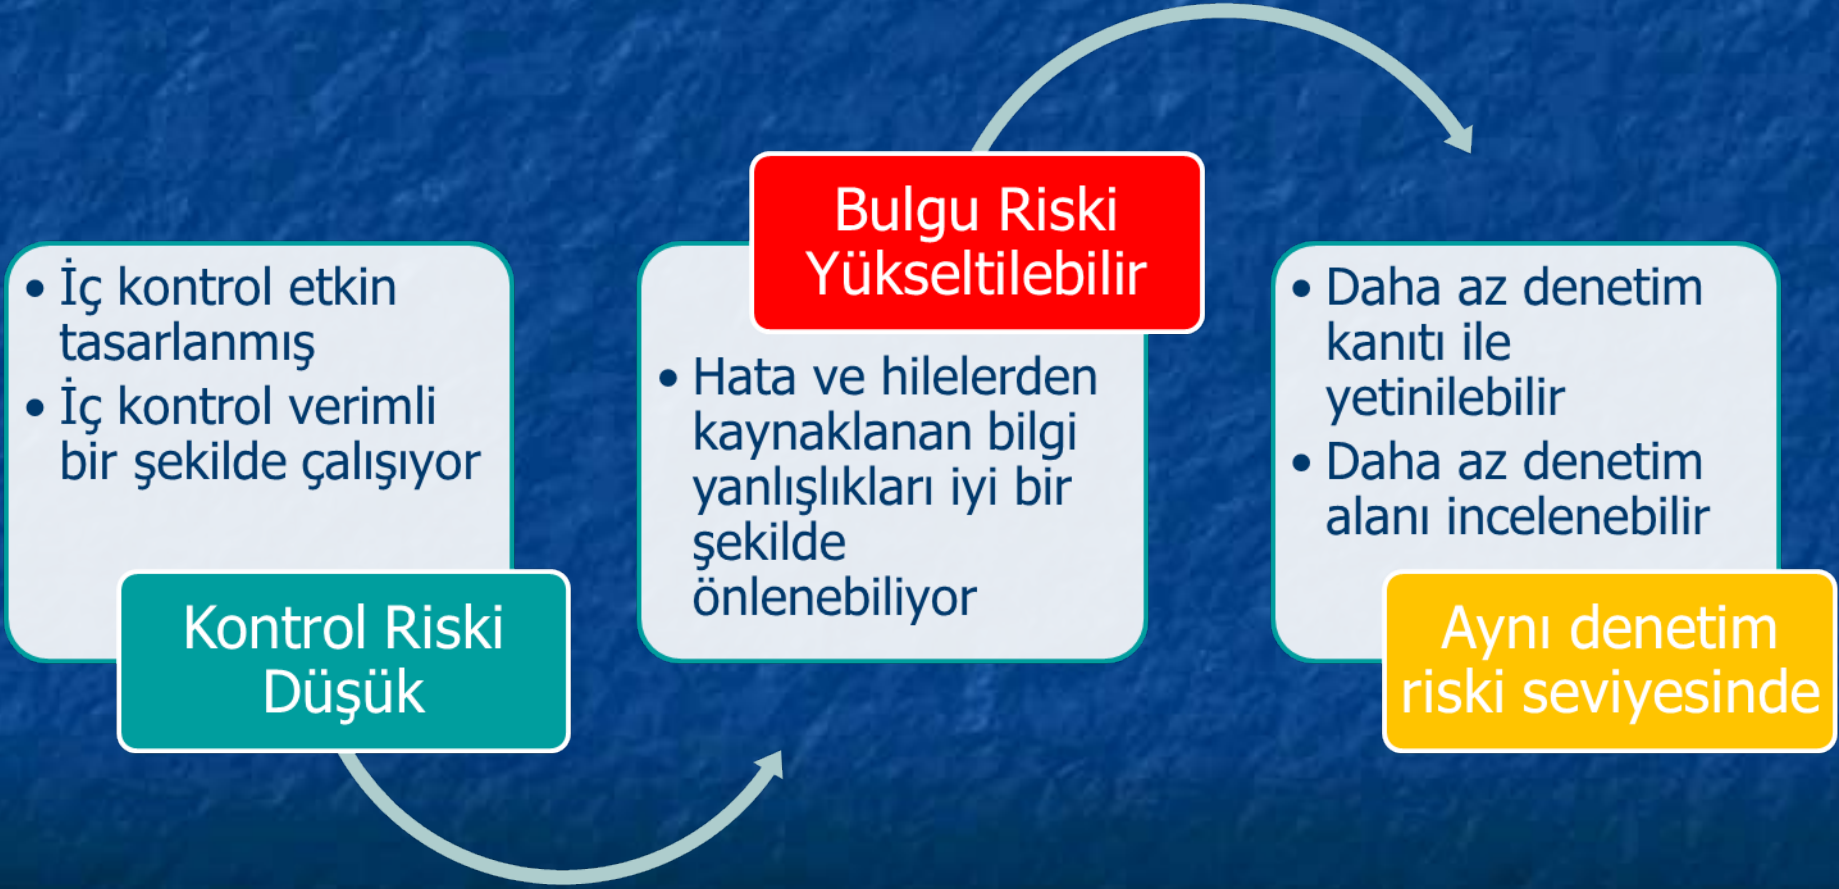 • İç kontrol etkin
tasarlanmış
• İç kontrol verimli
bir şekilde çalışıyor
Kontrol Riski
Düşük
Bulgu Riski
Yükseltilebilir
• Hata ve hilelerden
kaynaklanan bilgi
yanlışlıkları iyi bir
şekilde
önlenebiliyor
• Daha az denetim
kanıtı ile
yetinilebilir
• Daha az denetim
alanı incelenebilir
Aynı denetim
riski seviyesinde